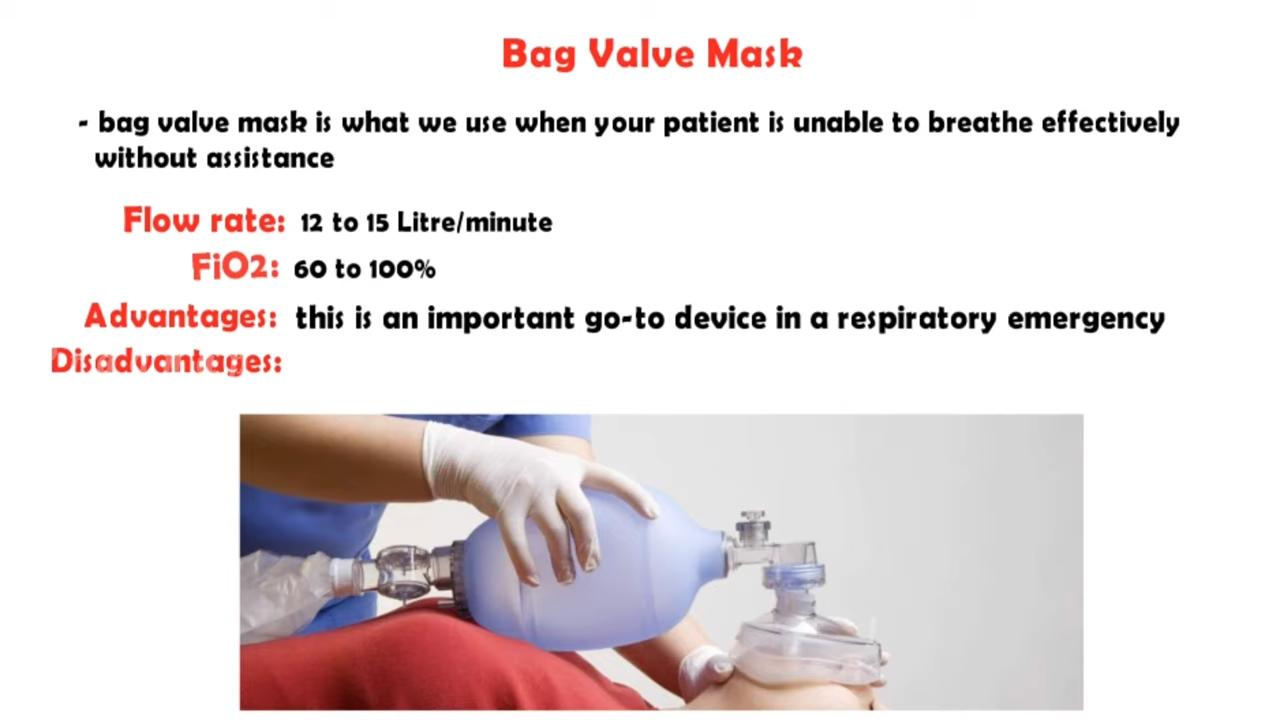 Bag Valve Mask
- bag valve mask is what we use when your patient is unable to breathe effectively
without assistance
Flow rate: 12 to 15 Litre/minute
FiO2: 60 to 100%
Advantages: this is an important go-to device in a respiratory emergency
Disadvantages: